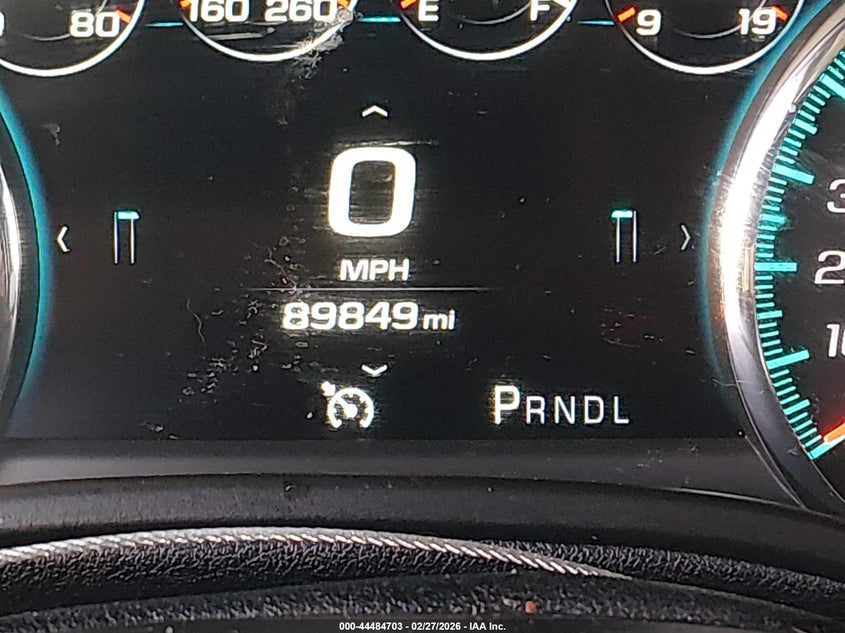 80 160 260 E F 9 19
0
MPH
89849 mi
PRNDL
000-44484703 - 02/27/2026 - IAA Inc.